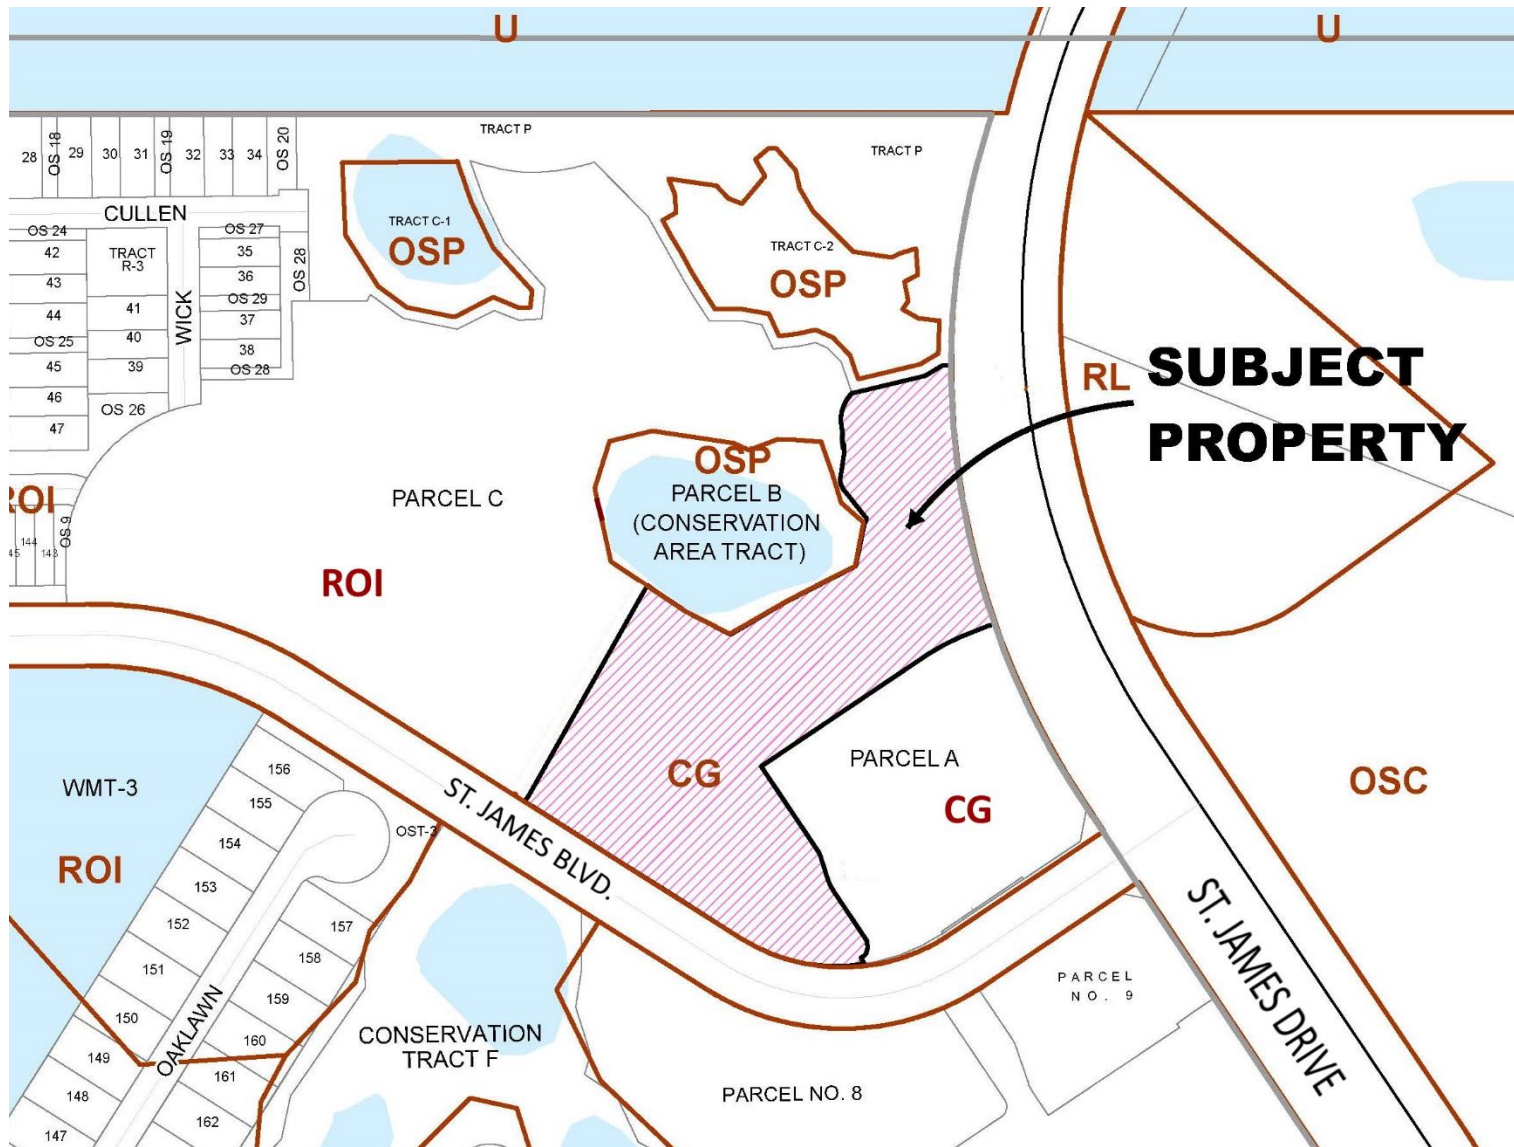 U
U
TRACT P
TRACT P
28
OS 18
29
30
31
OS 19
32
33
34
OS 20
CULLEN
OS 24
42
43
44
OS 25
45
46
47
TRACT
R-3
41
40
39
OS 26
WICK
OS 27
35
36
OS 29
37
38
OS 28
OS 28
TRACT C-1
OSP
TRACT C-2
OSP
RL
SUBJECT
PROPERTY
OSP
PARCEL B
(CONSERVATION
AREA TRACT)
PARCEL C
ROI
ROI
OS 9
144
ROI
CG
PARCEL A
CG
OSC
ST. JAMES BLVD.
ST. JAMES DRIVE
WMT-3
ROI
OST-3
156
155
154
153
152
151
150
149
148
147
OAKLAWN
157
158
159
160
161
162
CONSERVATION
TRACT F
PARCEL NO. 8
PARCEL
NO. 9